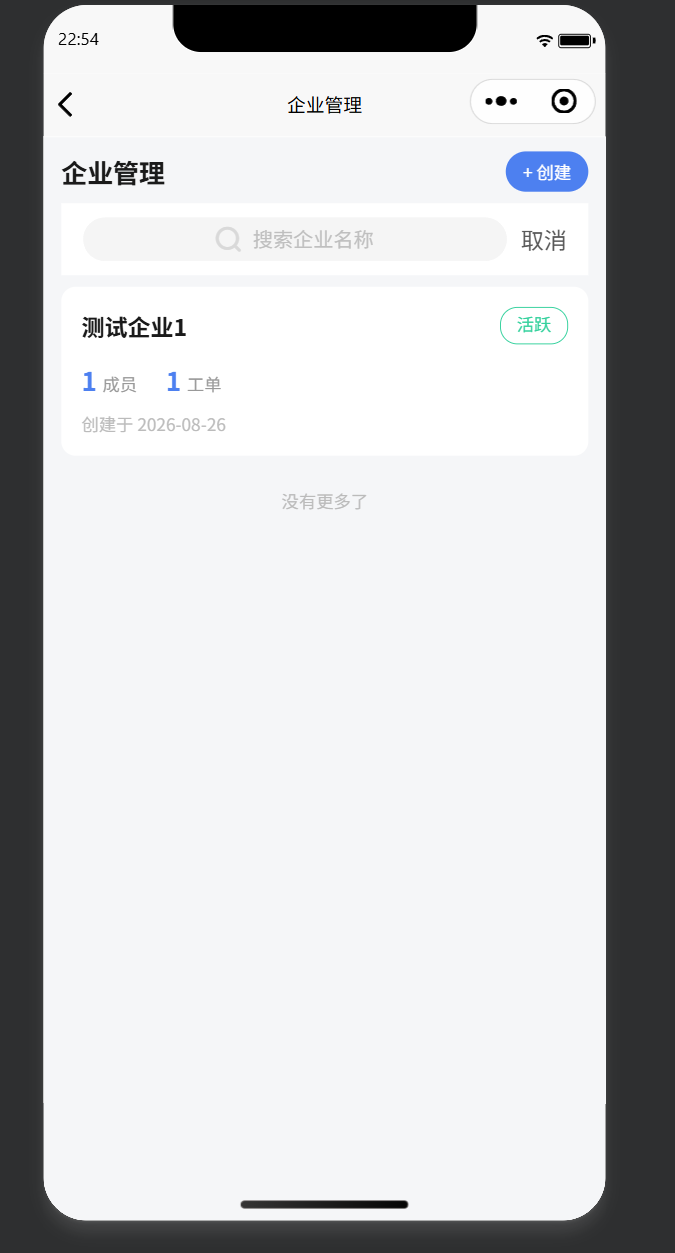 22:54
企业管理
企业管理
+ 创建
搜索企业名称 取消
测试企业1 活跃
1 成员 1 工单
创建于 2026-08-26
没有更多了